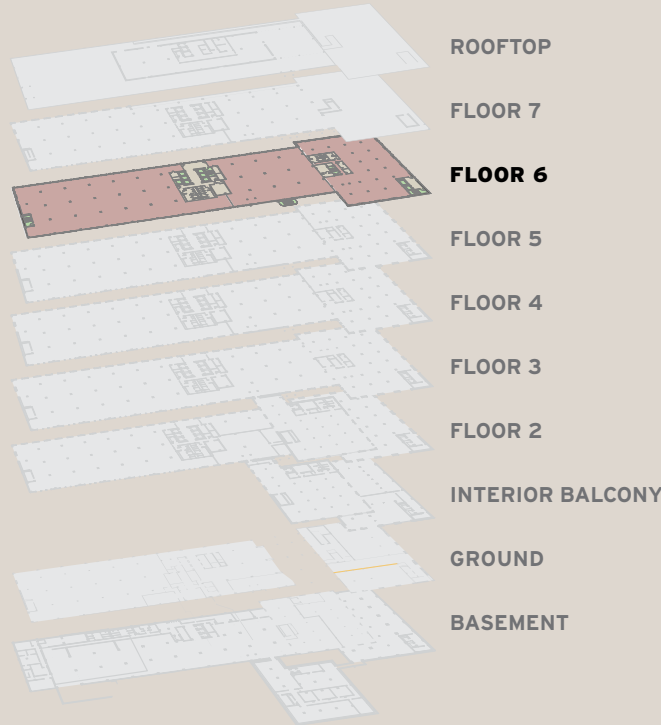 ROOFTOP
FLOOR 7
FLOOR 6
FLOOR 5
FLOOR 4
FLOOR 3
FLOOR 2
INTERIOR BALCONY
GROUND
BASEMENT